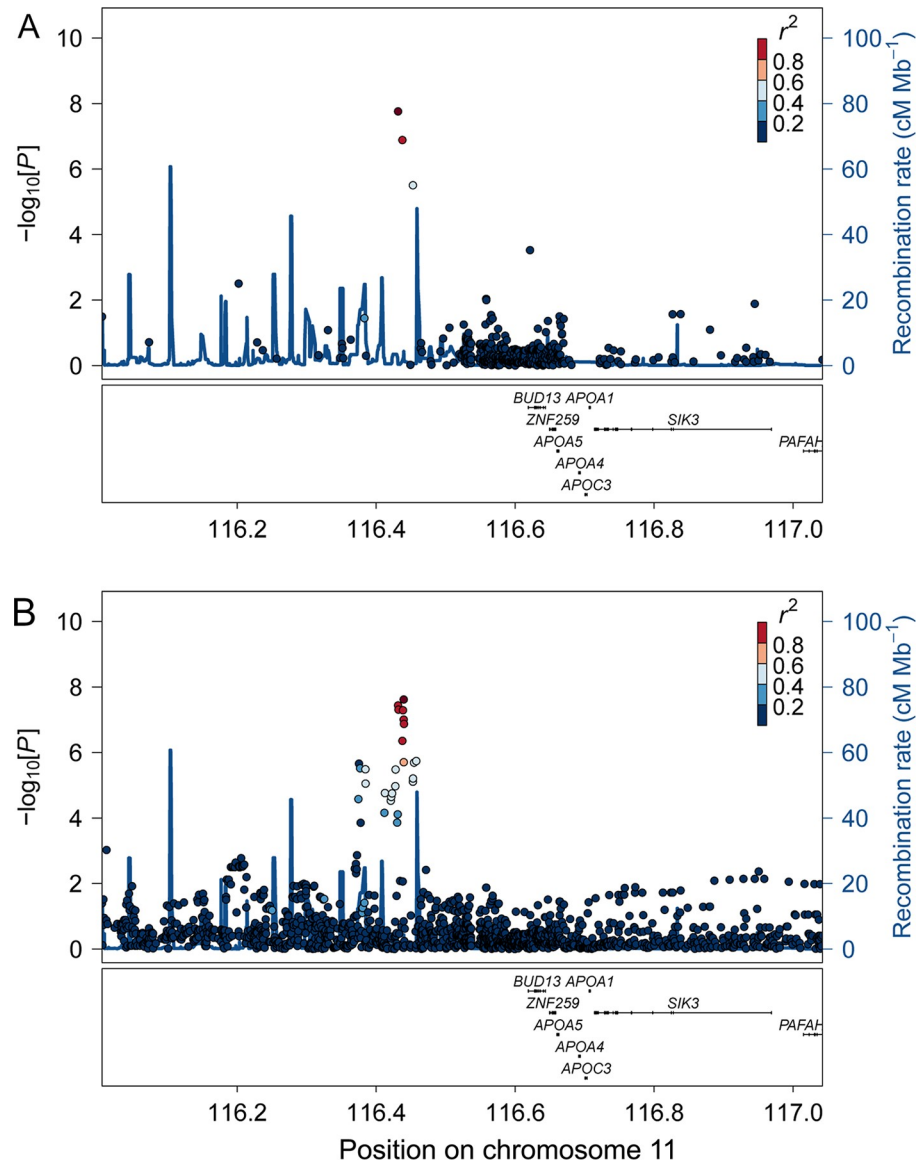 A
−log₁₀[P]
10
8
6
4
2
0
r²
0.8
0.6
0.4
0.2
100
80
60
40
20
0
Recombination rate (cM Mb⁻¹)
BUD13 APOA1
ZNF259 SIK3
APOA5 PAFAH
APOA4
APOC3
116.2 116.4 116.6 116.8 117.0
B
−log₁₀[P]
10
8
6
4
2
0
r²
0.8
0.6
0.4
0.2
100
80
60
40
20
0
Recombination rate (cM Mb⁻¹)
BUD13 APOA1
ZNF259 SIK3
APOA5 PAFAH
APOA4
APOC3
116.2 116.4 116.6 116.8 117.0
Position on chromosome 11